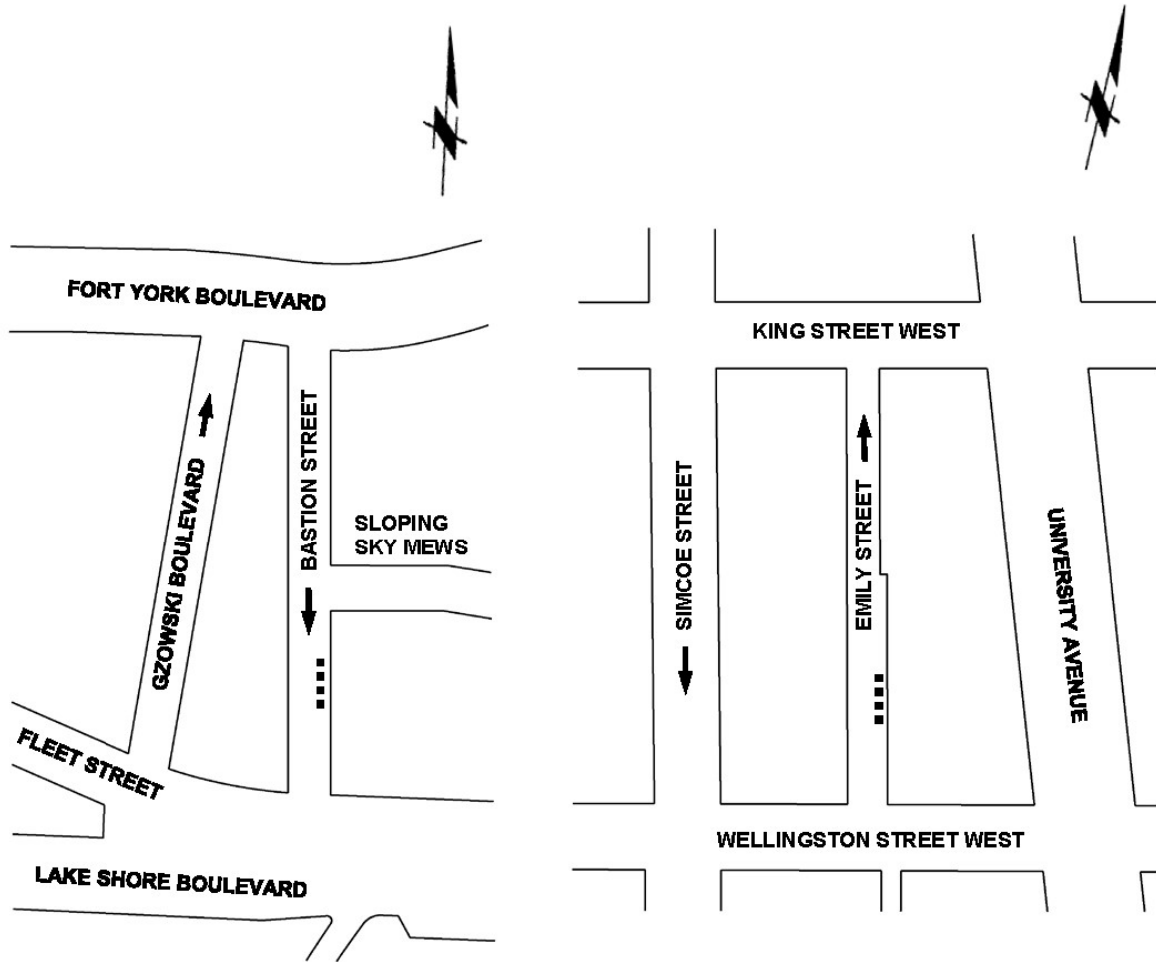 FORT YORK BOULEVARD
BASTION STREET
GZOWSKI BOULEVARD
SLOPING
SKY MEWS
FLEET STREET
LAKE SHORE BOULEVARD
KING STREET WEST
SIMCOE STREET
EMILY STREET
UNIVERSITY AVENUE
WELLINGSTON STREET WEST